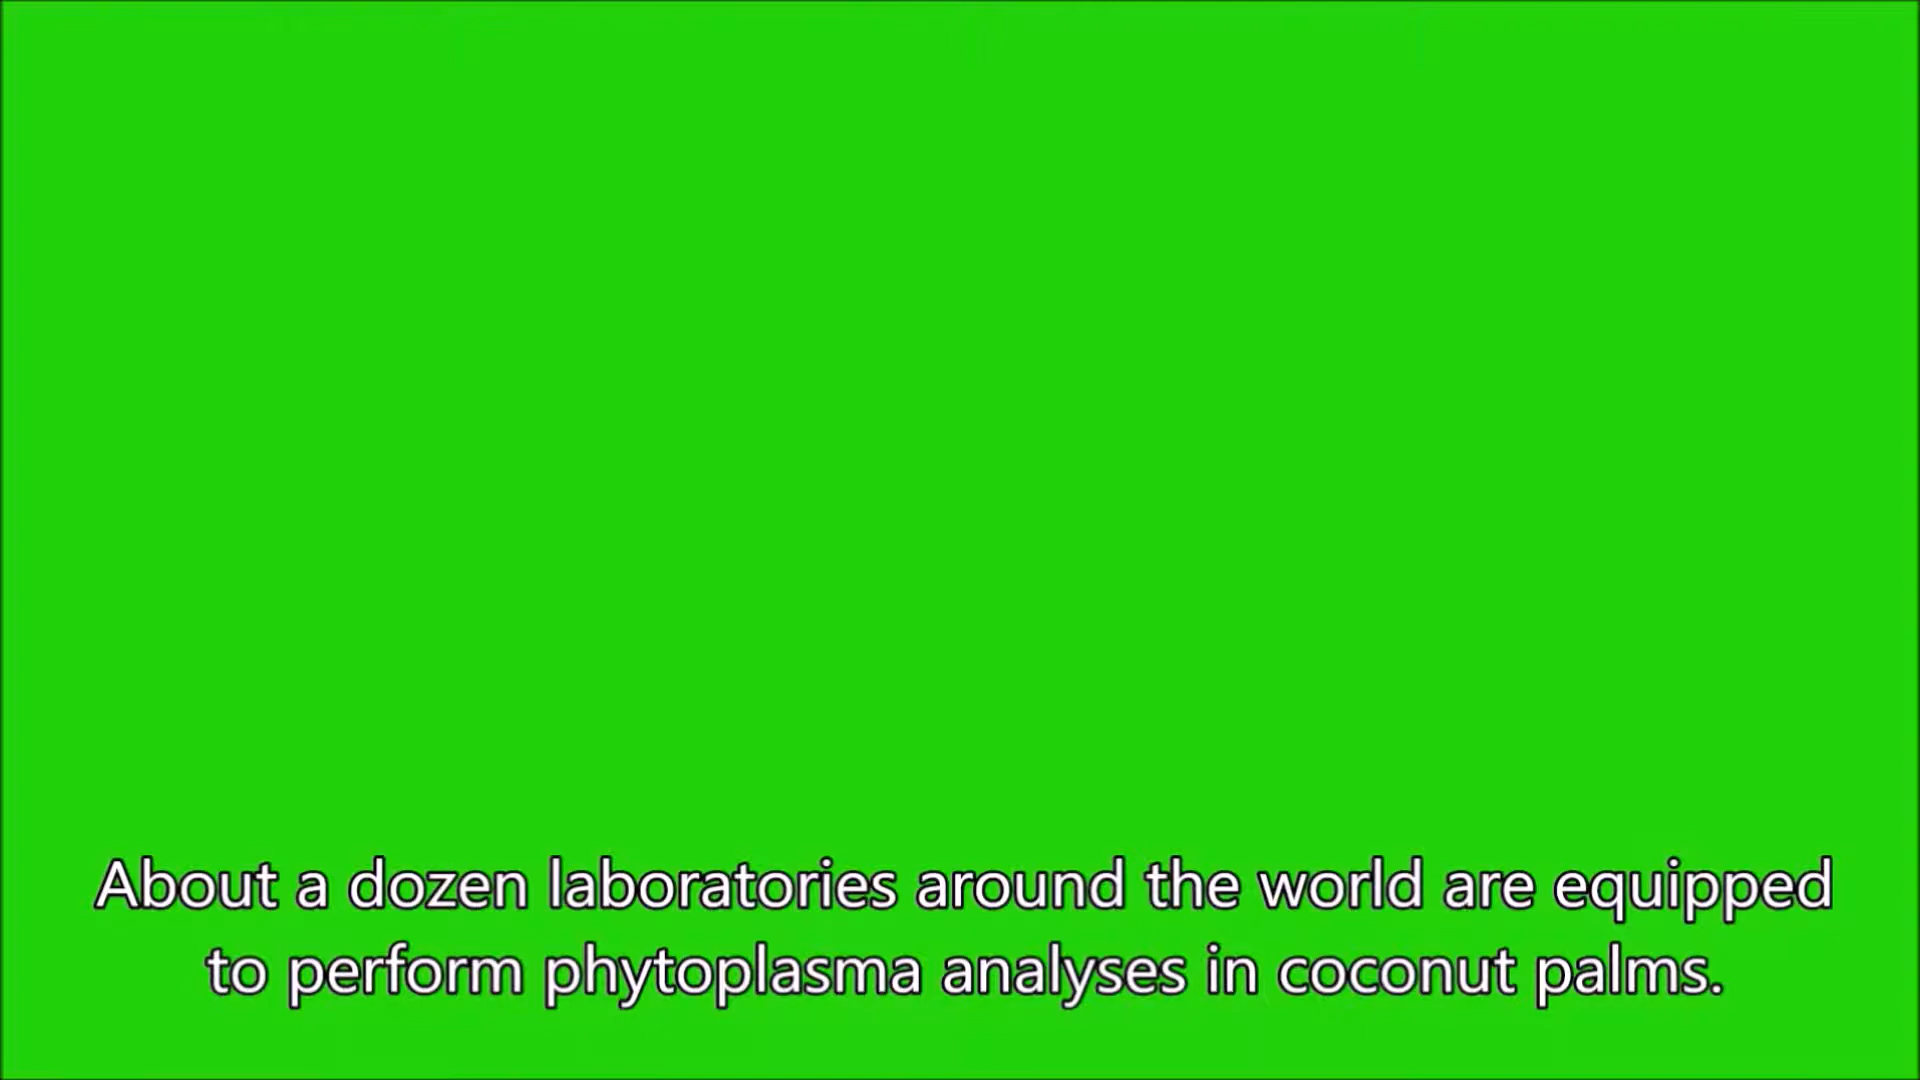 About a dozen laboratories around the world are equipped
to perform phytoplasma analyses in coconut palms.